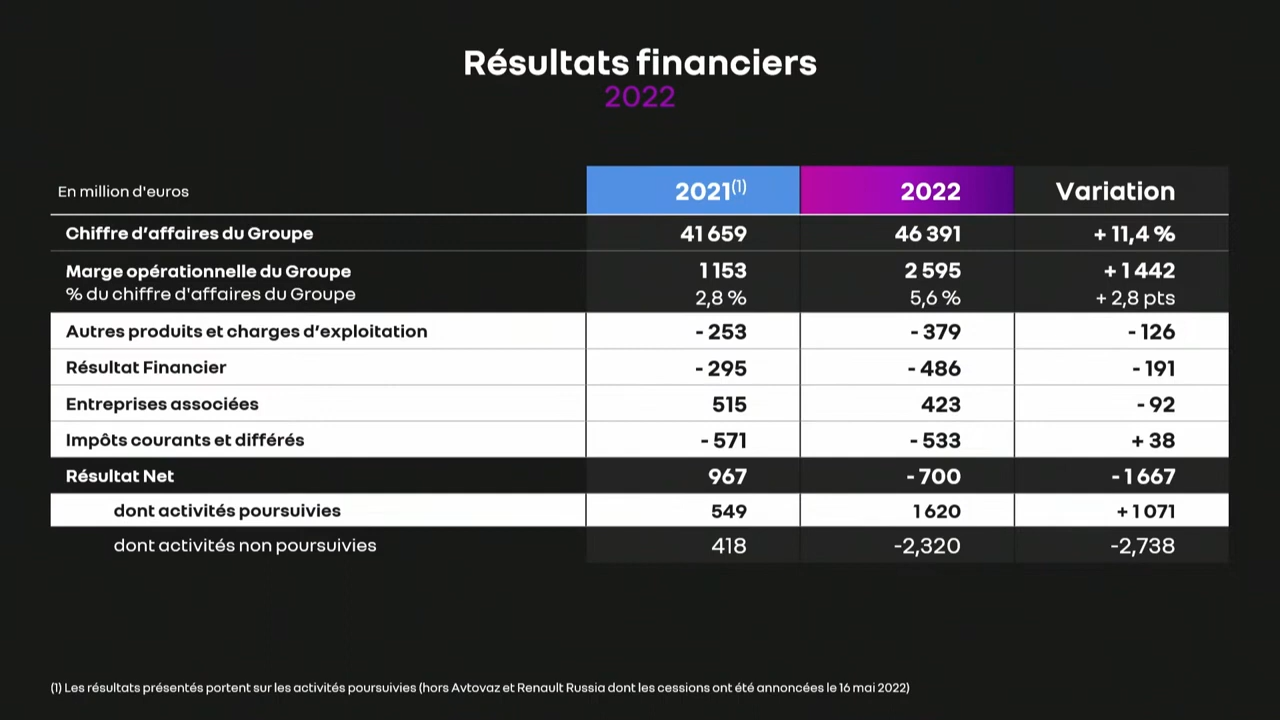 Résultats financiers
2022
En million d'euros 2021(1) 2022 Variation
Chiffre d'affaires du Groupe 41 659 46 391 + 11,4 %
Marge opérationnelle du Groupe 1 153 2 595 + 1 442
% du chiffre d'affaires du Groupe 2,8 % 5,6 % + 2,8 pts
Autres produits et charges d'exploitation - 253 - 379 - 126
Résultat Financier - 295 - 486 - 191
Entreprises associées 515 423 - 92
Impôts courants et différés - 571 - 533 + 38
Résultat Net 967 - 700 - 1 667
dont activités poursuivies 549 1 620 + 1 071
dont activités non poursuivies 418 -2,320 -2,738
(1) Les résultats présentés portent sur les activités poursuivies (hors Avtovaz et Renault Russia dont les cessions ont été annoncées le 16 mai 2022)